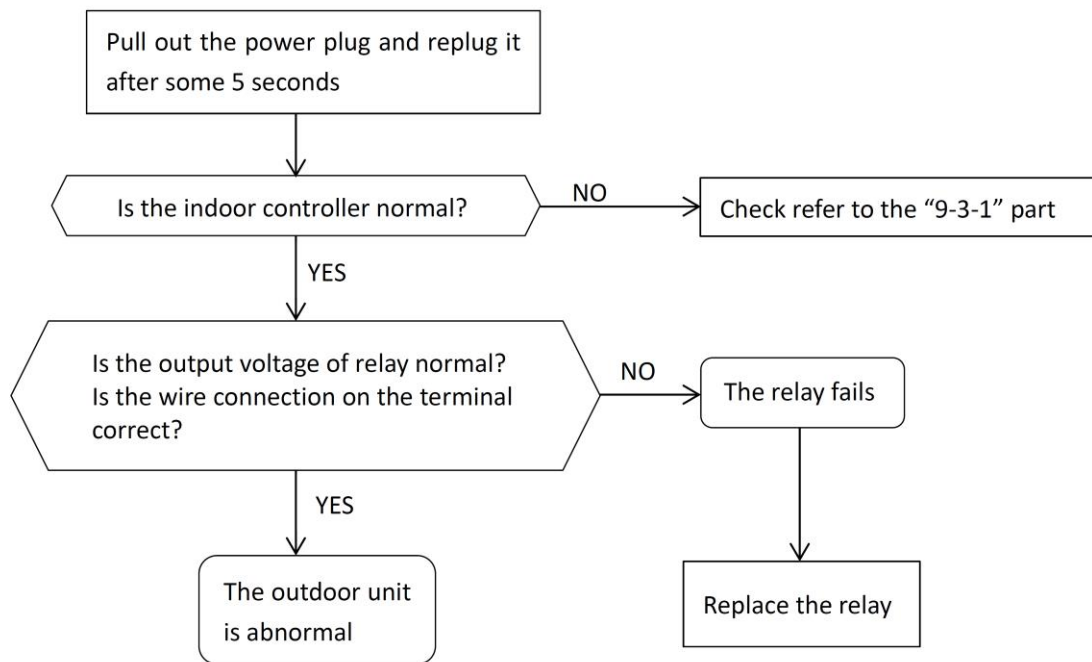 Pull out the power plug and replug it
after some 5 seconds
Is the indoor controller normal?
NO
Check refer to the “9-3-1” part
YES
Is the output voltage of relay normal?
Is the wire connection on the terminal
correct?
NO
The relay fails
YES
The outdoor unit
is abnormal
Replace the relay